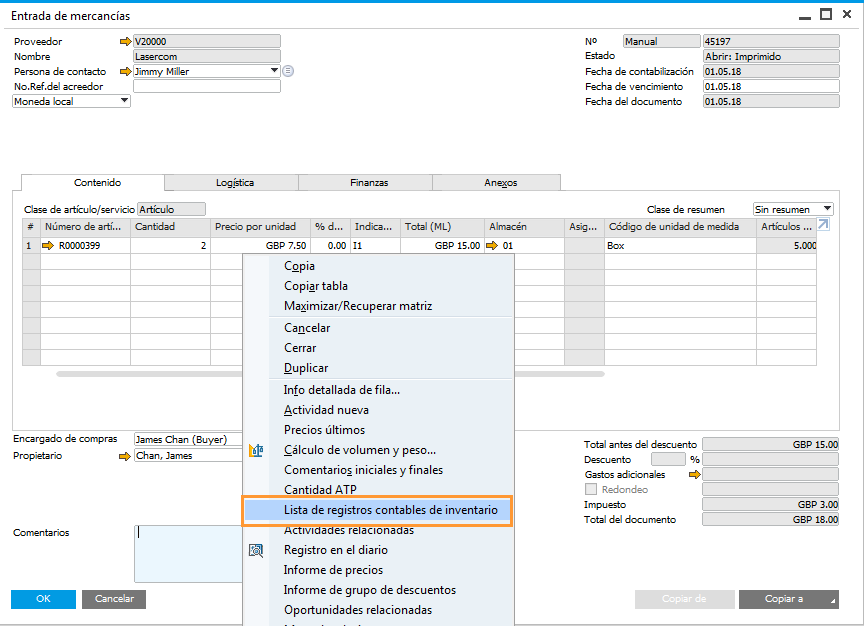 Entrada de mercancías
Proveedor V20000
Nombre Lasercom
Persona de contacto Jimmy Miller
No.Ref.del acreedor
Moneda local
Nº Manual 45197
Estado Abrir: Imprimido
Fecha de contabilización 01.05.18
Fecha de vencimiento 01.05.18
Fecha del documento 01.05.18
Contenido Logística Finanzas Anexos
Clase de artículo/servicio Artículo Clase de resumen Sin resumen
# Número de artí... Cantidad Precio por unidad % d... Indica... Total (ML) Almacén Asig... Código de unidad de medida Artículos ...
1 R0000399 2 GBP 7.50 0.00 I1 GBP 15.00 01 Box 5.000
Copia
Copiar tabla
Maximizar/Recuperar matriz
Cancelar
Cerrar
Duplicar
Info detallada de fila...
Actividad nueva
Precios últimos
Cálculo de volumen y peso...
Comentarios iniciales y finales
Cantidad ATP
Lista de registros contables de inventario
Actividades relacionadas
Registro en el diario
Informe de precios
Informe de grupo de descuentos
Oportunidades relacionadas
Encargado de compras James Chan (Buyer)
Propietario Chan, James
Comentarios
Total antes del descuento GBP 15.00
Descuento %
Gastos adicionales
Redondeo
Impuesto GBP 3.00
Total del documento GBP 18.00
OK Cancelar Copiar de Copiar a